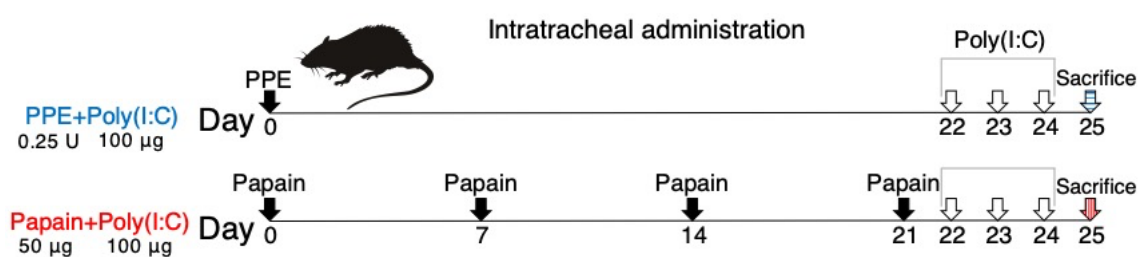 Intratracheal administration
Poly(I:C)
PPE
Sacrifice
PPE+Poly(I:C)
0.25 U 100 µg
Day 0 22 23 24 25
Papain Papain Papain Papain Sacrifice
Papain+Poly(I:C)
50 µg 100 µg
Day 0 7 14 21 22 23 24 25